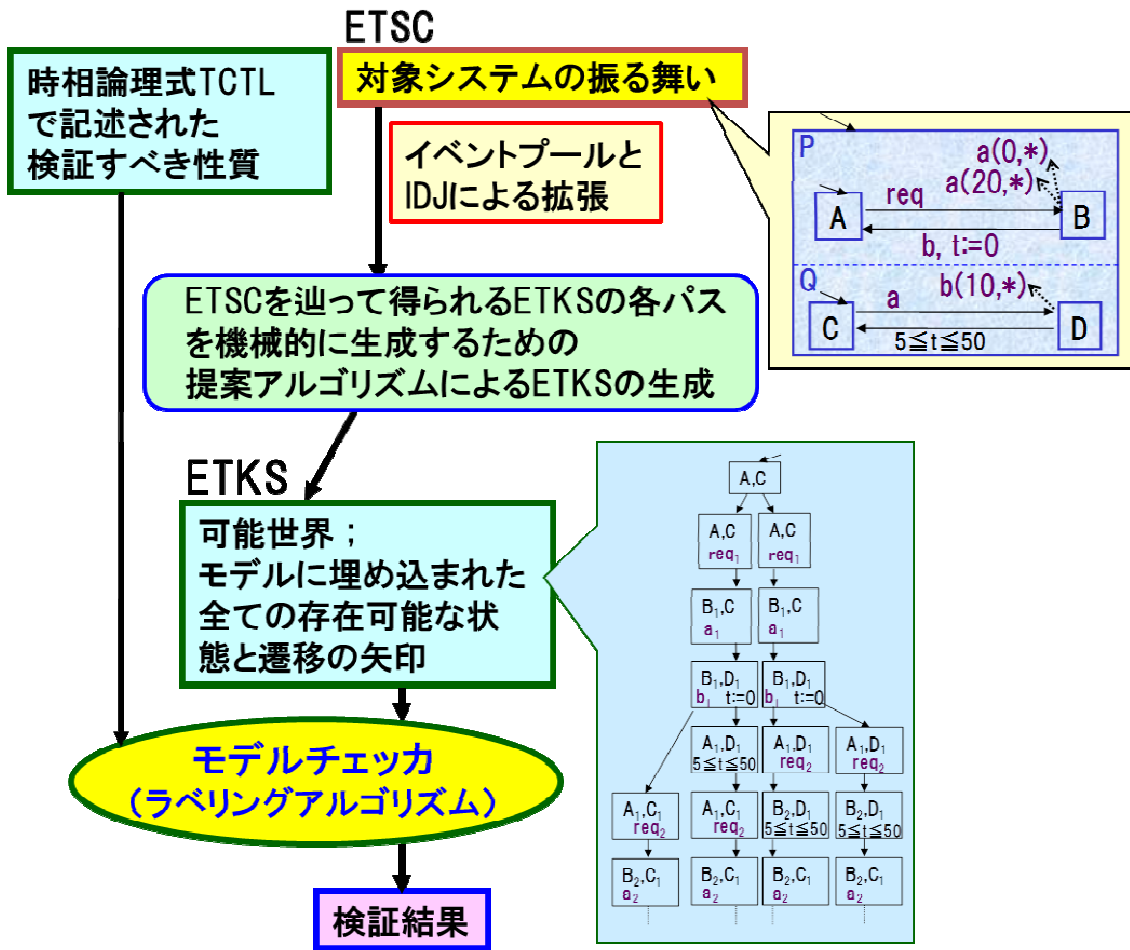 ETSC
対象システムの振る舞い
時相論理式TCTL
で記述された
検証すべき性質
イベントプールと
IDJによる拡張
P
a(0,*)
a(20,*)
req
A
B
b, t:=0
Q
a
b(10,*)
C
D
5≦t≦50
ETSCを辿って得られるETKSの各パス
を機械的に生成するための
提案アルゴリズムによるETKSの生成
ETKS
可能世界；
モデルに埋め込まれた
全ての存在可能な状
態と遷移の矢印
モデルチェッカ
（ラベリングアルゴリズム）
検証結果
A,C
A,C
req₁
A,C
req₁
B₁,C
a₁
B₁,C
a₁
B₁,D₁
b₁ t:=0
B₁,D₁
b₁ t:=0
A₁,D₁
5≦t≦50
A₁,D₁
req₂
A₁,D₁
req₂
A₁,C₁
req₂
A₁,C₁
req₂
B₂,D₁
5≦t≦50
B₂,D₁
5≦t≦50
B₂,C₁
a₂
B₂,C₁
a₂
B₂,C₁
a₂
B₂,C₁
a₂